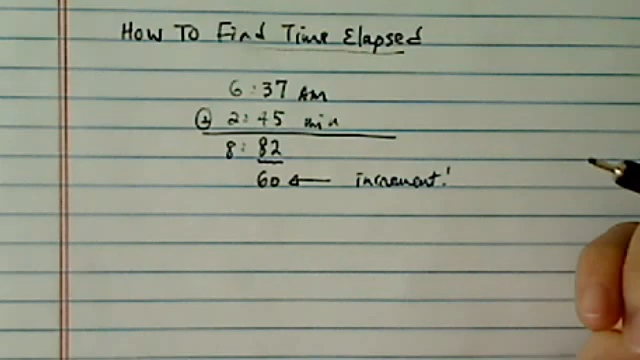 How To Find Time Elapsed
6:37 AM
+ 2:45 min
8:82
60 ← increment!